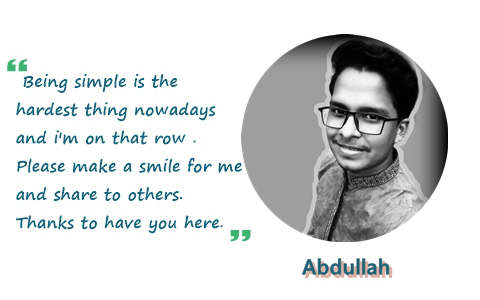 “
Being simple is the
hardest thing nowadays
and i'm on that row .
Please make a smile for me
and share to others.
Thanks to have you here.
”
Abdullah